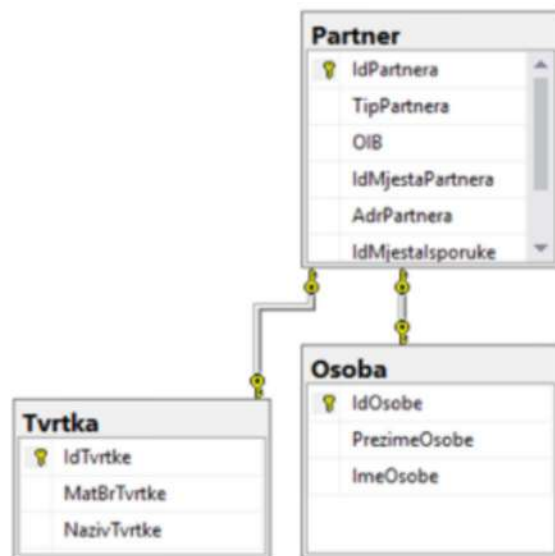 Partner
IdPartnera
TipPartnera
OIB
IdMjestaPartnera
AdrPartnera
IdMjestaIsporuke
Tvrtka
IdTvrtke
MatBrTvrtke
NazivTvrtke
Osoba
IdOsobe
PrezimeOsobe
ImeOsobe